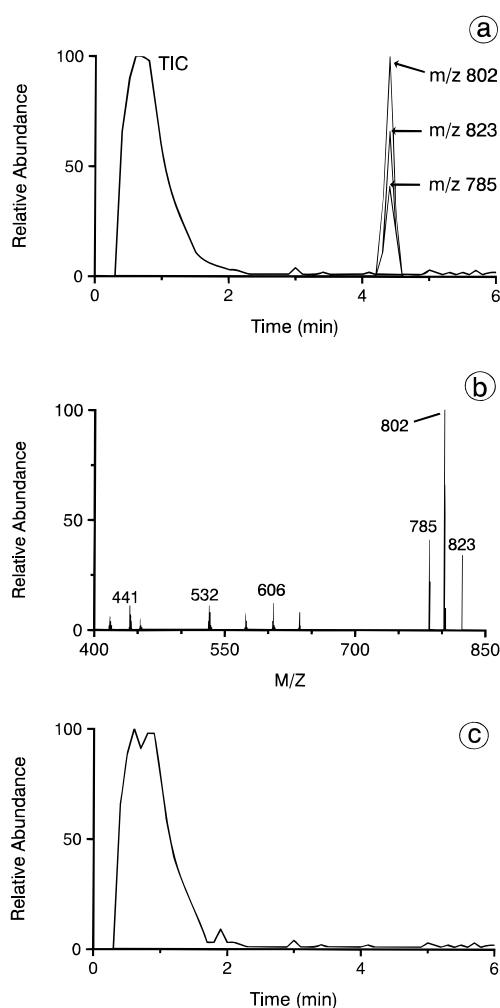 a
100
TIC
m/z 802
m/z 823
50
m/z 785
Relative Abundance
0
0 2 4 6
Time (min)
b
100
802
Relative Abundance
50
785
823
441
532
606
0
400 550 700 850
M/Z
c
100
Relative Abundance
50
0
0 2 4 6
Time (min)